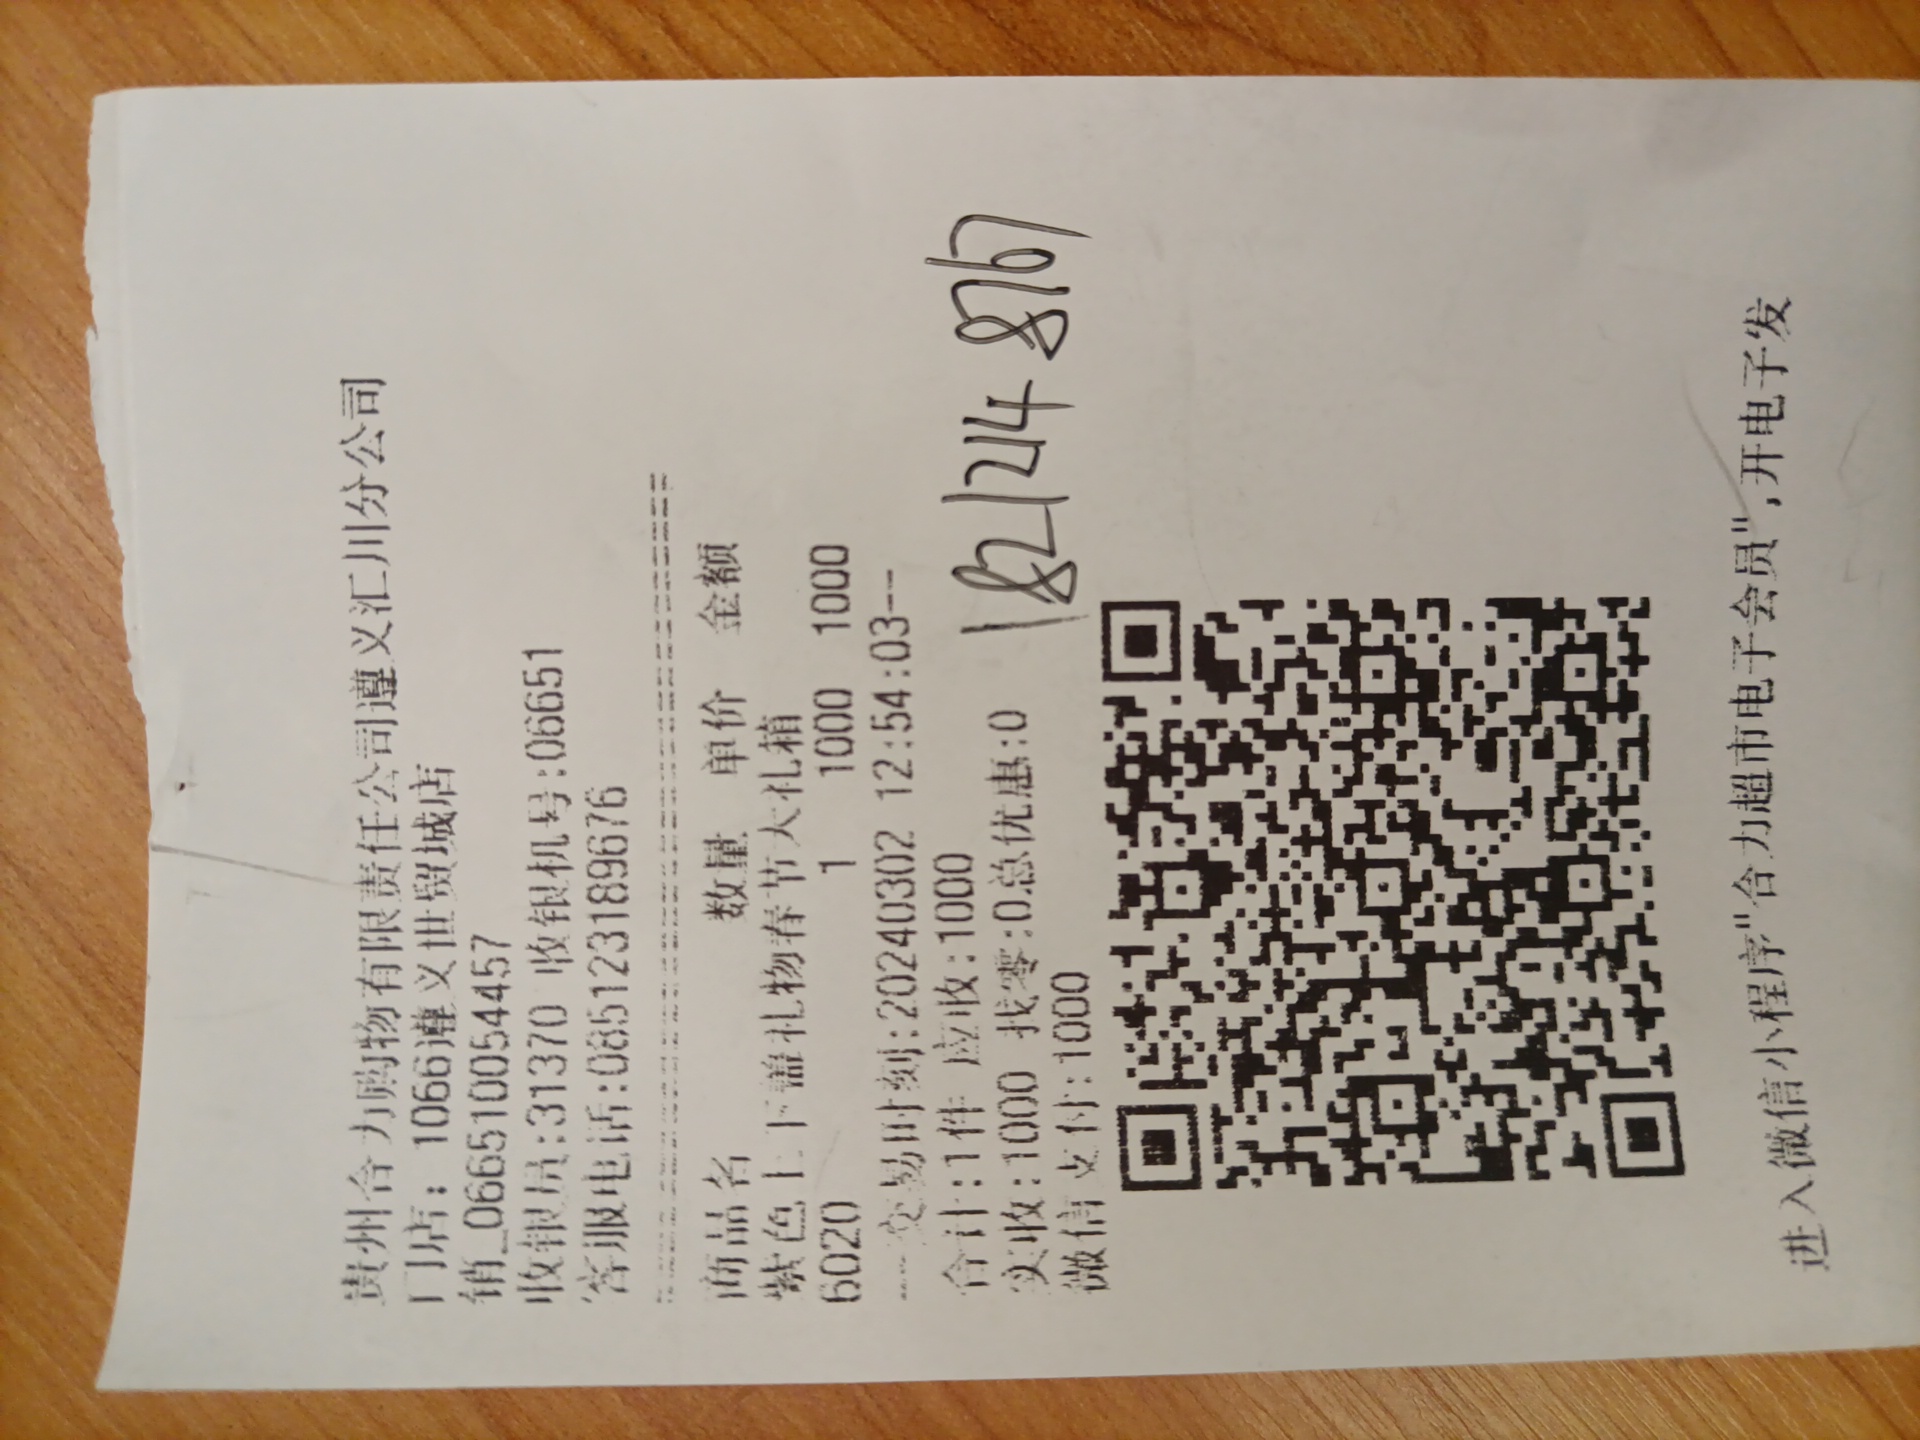 贵州合力购物有限责任公司遵义汇川分公司
门店：1066遵义世贸城店
销_066510054457
收银员:31370 收银机号:06651
客服电话:085123189676
商品名 数量 单价 金额
紫色上下盖礼物春节大礼箱
6020 1 1000 1000
---交易时刻:20240302 12:54:03--
合计:1件 应收:1000
实收:1000 找零:0总优惠:0
微信支付:1000
182124 8767
进入微信小程序"合力超市电子会员",开电子发